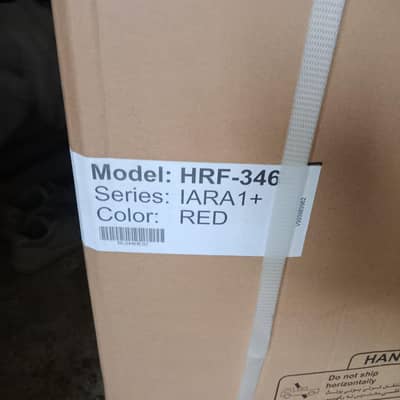 Model: HRF-346
Series: IARA1+
Color: RED
HAN
Do not ship
horizontally